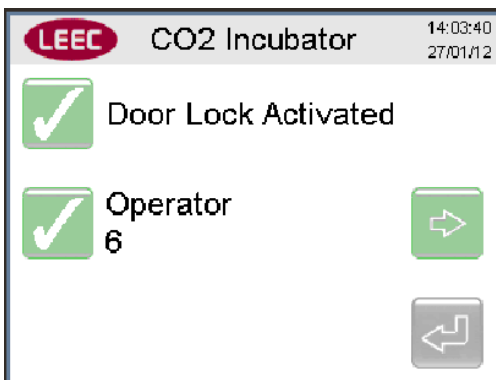 LEEC CO2 Incubator 14:03:40
27/01/12
Door Lock Activated
Operator
6